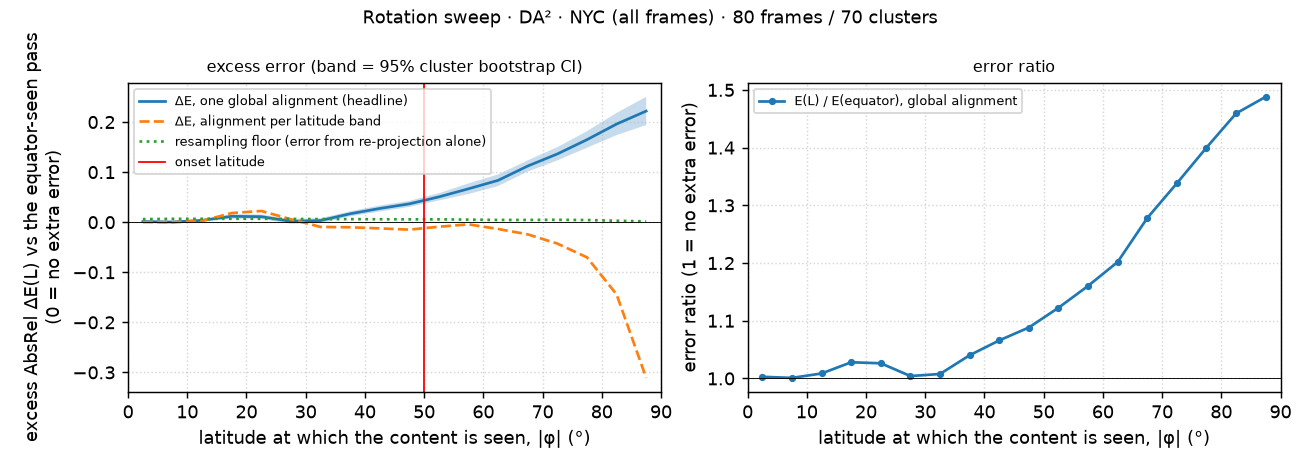 Rotation sweep · DA² · NYC (all frames) · 80 frames / 70 clusters
excess error (band = 95% cluster bootstrap CI)
excess AbsRel ΔE(L) vs the equator-seen pass
(0 = no extra error)
0.2
0.1
0.0
−0.1
−0.2
−0.3
ΔE, one global alignment (headline)
ΔE, alignment per latitude band
resampling floor (error from re-projection alone)
onset latitude
0 10 20 30 40 50 60 70 80 90
latitude at which the content is seen, |φ| (°)
error ratio
error ratio (1 = no extra error)
1.5
1.4
1.3
1.2
1.1
1.0
E(L) / E(equator), global alignment
0 10 20 30 40 50 60 70 80 90
latitude at which the content is seen, |φ| (°)